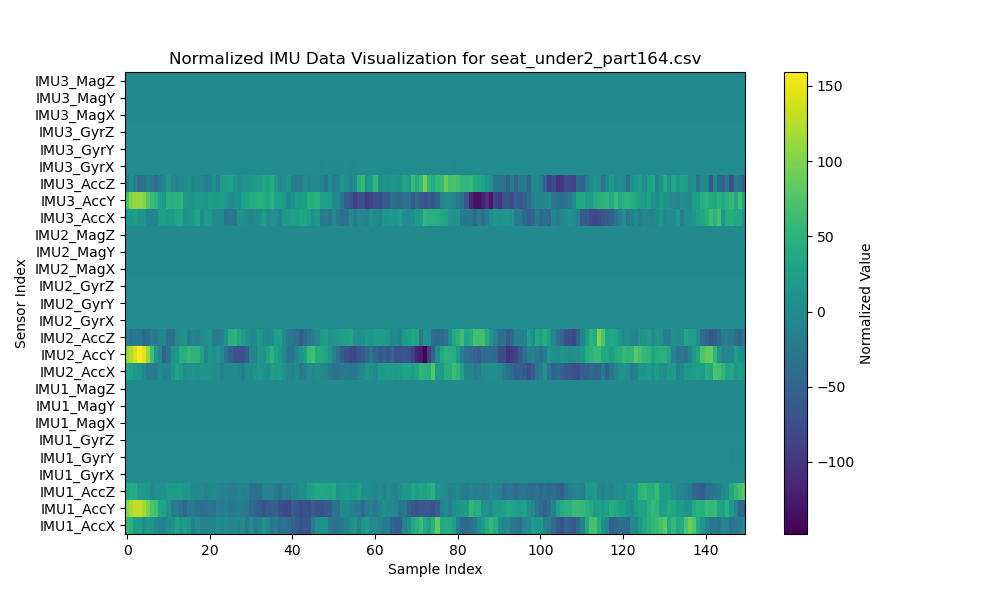 Normalized IMU Data Visualization for seat_under2_part164.csv
IMU3_MagZ
IMU3_MagY
IMU3_MagX
IMU3_GyrZ
IMU3_GyrY
IMU3_GyrX
IMU3_AccZ
IMU3_AccY
IMU3_AccX
IMU2_MagZ
IMU2_MagY
IMU2_MagX
IMU2_GyrZ
IMU2_GyrY
IMU2_GyrX
IMU2_AccZ
IMU2_AccY
IMU2_AccX
IMU1_MagZ
IMU1_MagY
IMU1_MagX
IMU1_GyrZ
IMU1_GyrY
IMU1_GyrX
IMU1_AccZ
IMU1_AccY
IMU1_AccX
Sensor Index
0 20 40 60 80 100 120 140
Sample Index
150
100
50
0
−50
−100
Normalized Value